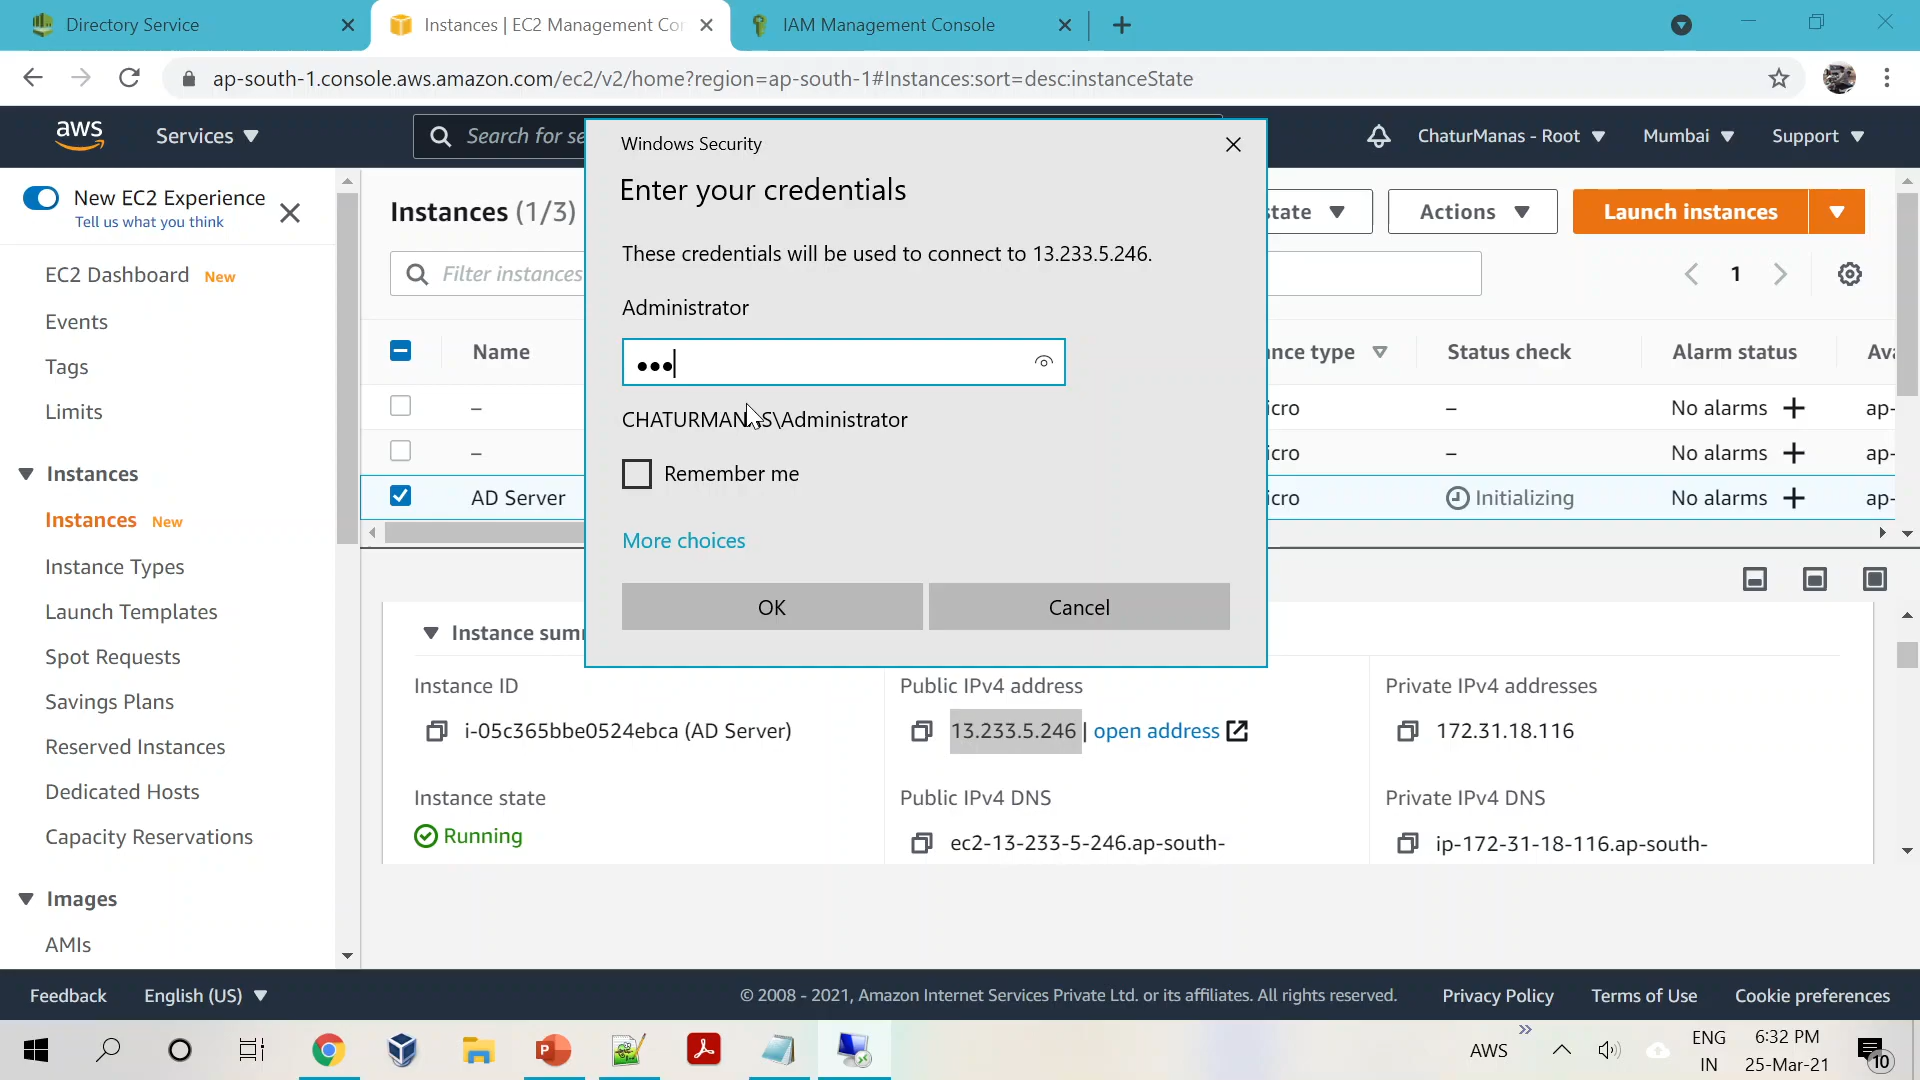 Directory Service
Instances | EC2 Management Co
IAM Management Console
ap-south-1.console.aws.amazon.com/ec2/v2/home?region=ap-south-1#Instances:sort=desc:instanceState
aws
Services
Search for se
ChaturManas - Root
Mumbai
Support
New EC2 Experience
Tell us what you think
EC2 Dashboard New
Events
Tags
Limits
Instances
Instances New
Instance Types
Launch Templates
Spot Requests
Savings Plans
Reserved Instances
Dedicated Hosts
Capacity Reservations
Images
AMIs
Instances (1/3)
tate
Actions
Launch instances
Filter instances
1
Name
nce type
Status check
Alarm status
Av
–
icro
–
No alarms
ap-
–
icro
–
No alarms
ap-
AD Server
icro
Initializing
No alarms
ap-
Windows Security
Enter your credentials
These credentials will be used to connect to 13.233.5.246.
Administrator
●●●
CHATURMANAS\Administrator
Remember me
More choices
OK
Cancel
Instance sum
Instance ID
i-05c365bbe0524ebca (AD Server)
Public IPv4 address
13.233.5.246 | open address
Private IPv4 addresses
172.31.18.116
Instance state
Running
Public IPv4 DNS
ec2-13-233-5-246.ap-south-
Private IPv4 DNS
ip-172-31-18-116.ap-south-
Feedback
English (US)
© 2008 - 2021, Amazon Internet Services Private Ltd. or its affiliates. All rights reserved.
Privacy Policy
Terms of Use
Cookie preferences
AWS
ENG
IN
6:32 PM
25-Mar-21
10